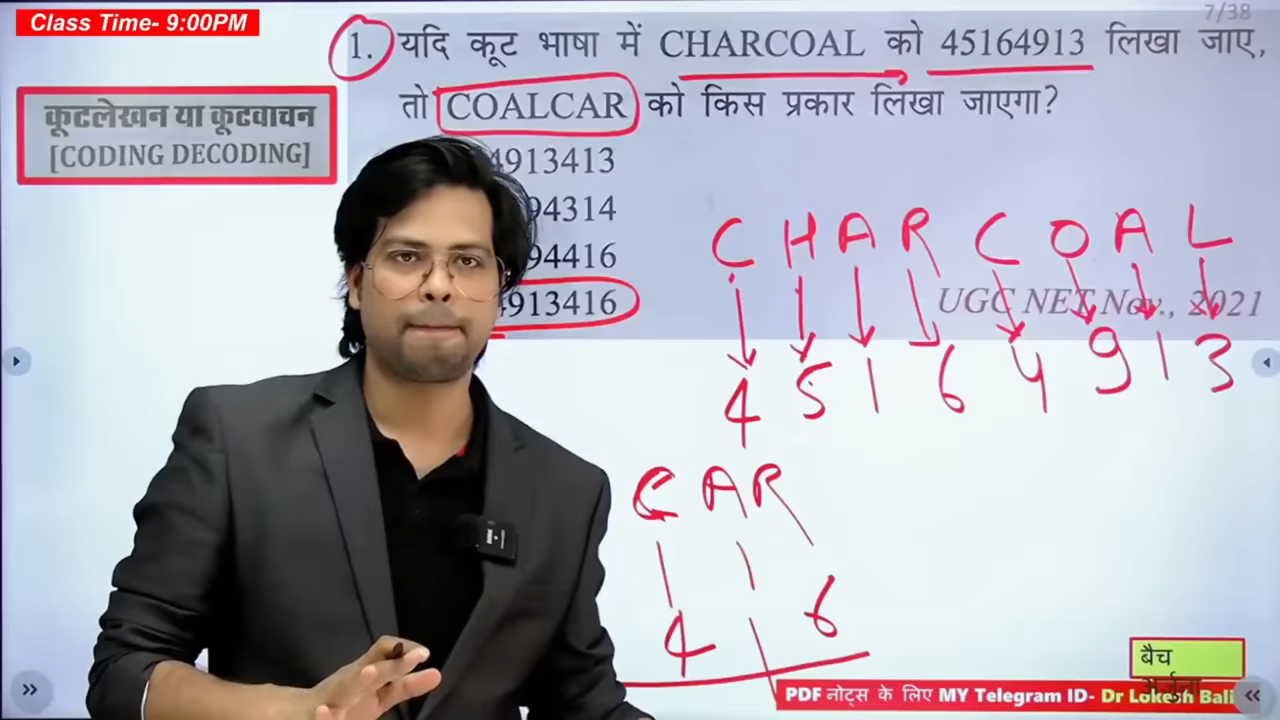 Class Time- 9:00PM
7/38
1. यदि कूट भाषा में CHARCOAL को 45164913 लिखा जाए,
तो COALCAR को किस प्रकार लिखा जाएगा?
कूटलेखन या कूटवाचन
[CODING DECODING]
4913413
94314
94416
4913416
UGC NET, Nov., 2021
C H A R C O A L
4 5 1 6 4 9 1 3
C A R
4 1 6
बैच
PDF नोट्स के लिए MY Telegram ID- Dr Lokesh Bali